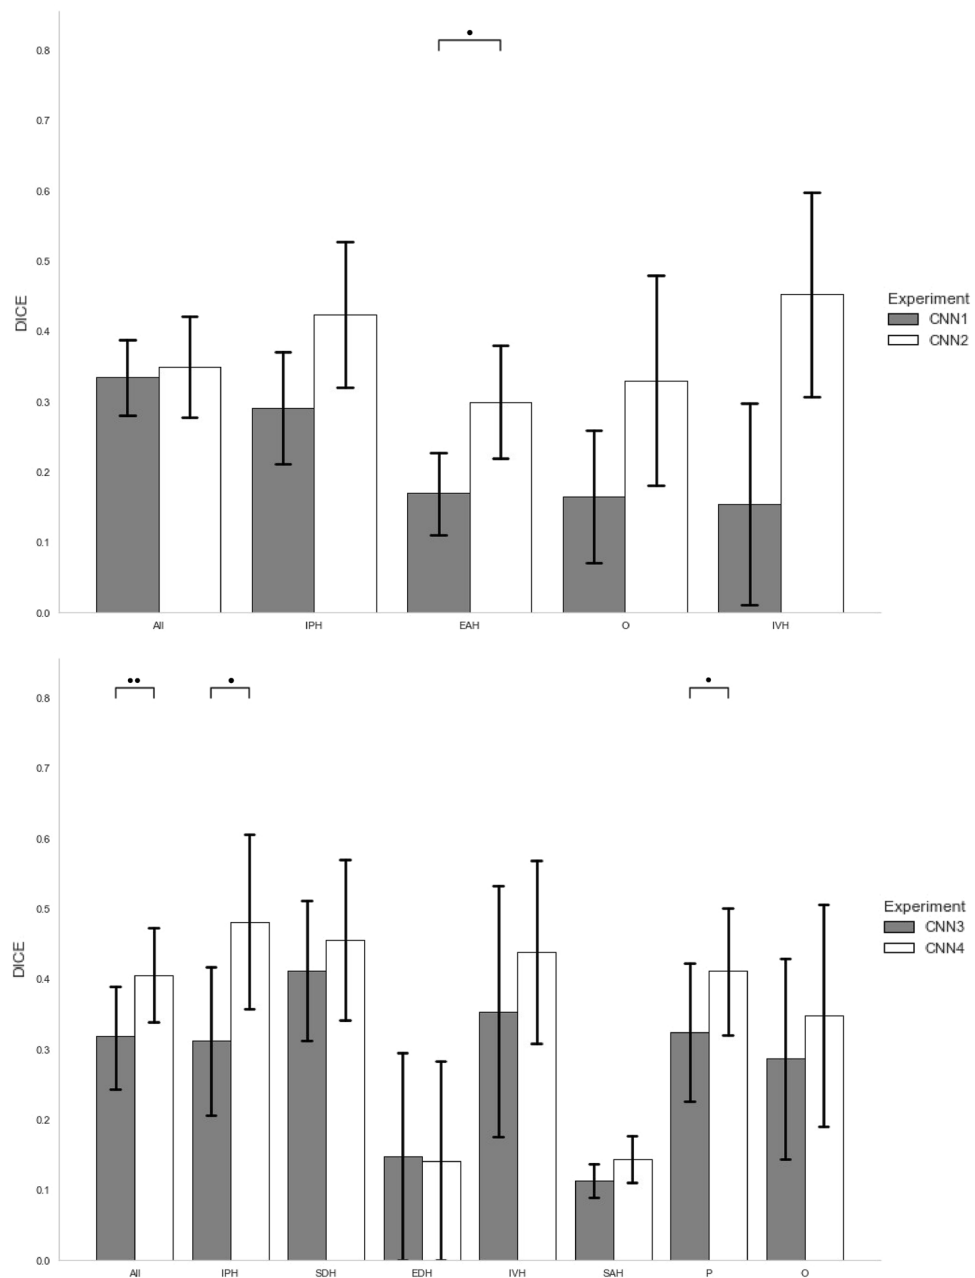 0.8
0.7
0.6
0.5
0.4
0.3
0.2
0.1
0.0
DICE
All IPH EAH O IVH
Experiment
CNN1
CNN2
0.8
0.7
0.6
0.5
0.4
0.3
0.2
0.1
0.0
DICE
All IPH SDH EDH IVH SAH P O
Experiment
CNN3
CNN4